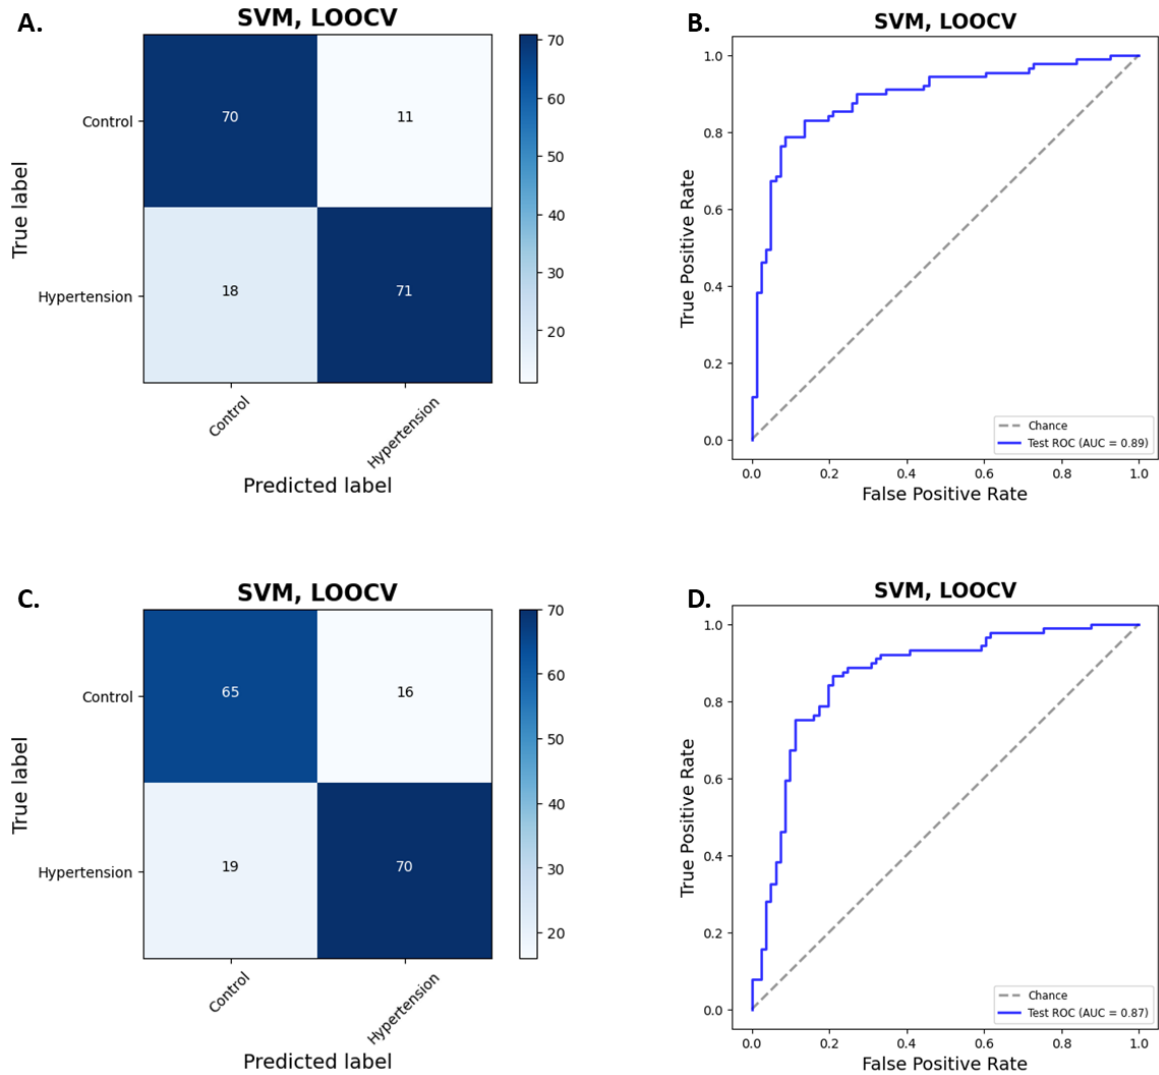 A.
SVM, LOOCV
True label
Control
70
11
Hypertension
18
71
Control
Hypertension
Predicted label
70
60
50
40
30
20
B.
SVM, LOOCV
True Positive Rate
1.0
0.8
0.6
0.4
0.2
0.0
Chance
Test ROC (AUC = 0.89)
0.0 0.2 0.4 0.6 0.8 1.0
False Positive Rate
C.
SVM, LOOCV
True label
Control
65
16
Hypertension
19
70
Control
Hypertension
Predicted label
70
60
50
40
30
20
D.
SVM, LOOCV
True Positive Rate
1.0
0.8
0.6
0.4
0.2
0.0
Chance
Test ROC (AUC = 0.87)
0.0 0.2 0.4 0.6 0.8 1.0
False Positive Rate